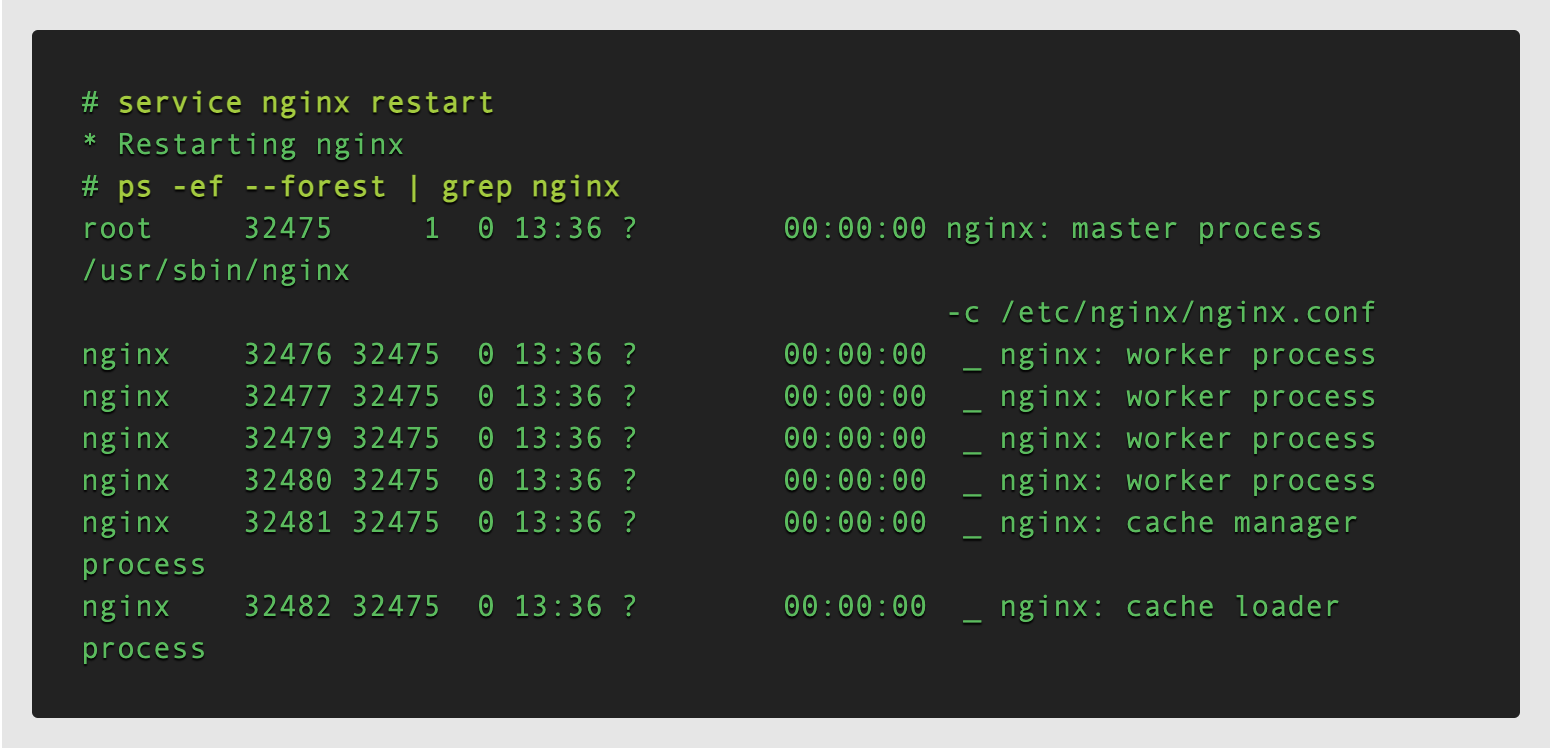 # service nginx restart
* Restarting nginx
# ps -ef --forest | grep nginx
root     32475     1  0 13:36 ?        00:00:00 nginx: master process
/usr/sbin/nginx
                                                -c /etc/nginx/nginx.conf
nginx    32476 32475  0 13:36 ?        00:00:00  _ nginx: worker process
nginx    32477 32475  0 13:36 ?        00:00:00  _ nginx: worker process
nginx    32479 32475  0 13:36 ?        00:00:00  _ nginx: worker process
nginx    32480 32475  0 13:36 ?        00:00:00  _ nginx: worker process
nginx    32481 32475  0 13:36 ?        00:00:00  _ nginx: cache manager
process
nginx    32482 32475  0 13:36 ?        00:00:00  _ nginx: cache loader
process